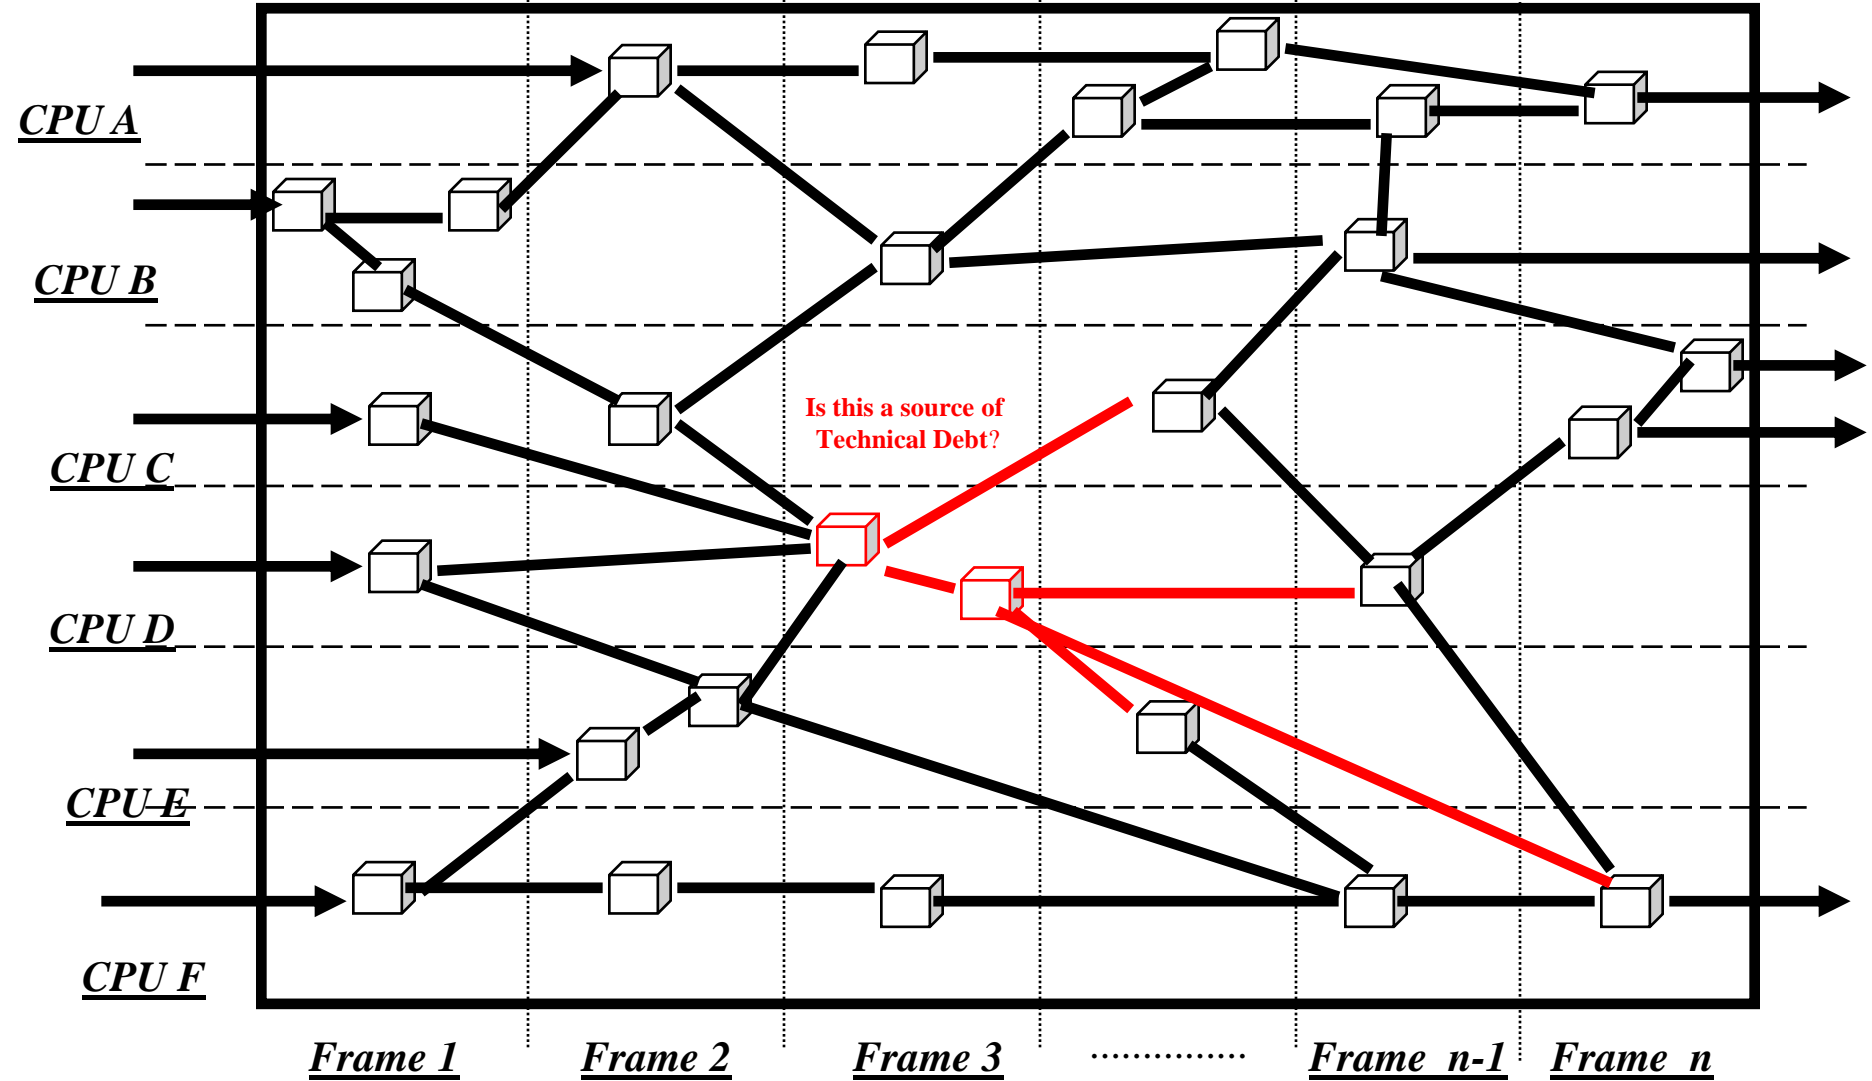 CPU A
CPU B
Is this a source of
Technical Debt?
CPU C
CPU D
CPU E
CPU F
Frame 1 Frame 2 Frame 3 ............... Frame n-1 Frame n